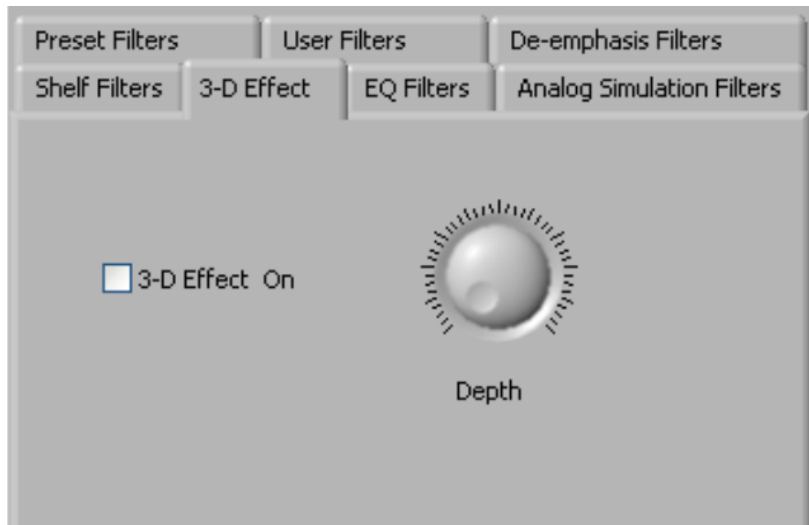 Preset Filters User Filters De-emphasis Filters
Shelf Filters 3-D Effect EQ Filters Analog Simulation Filters
3-D Effect On
Depth